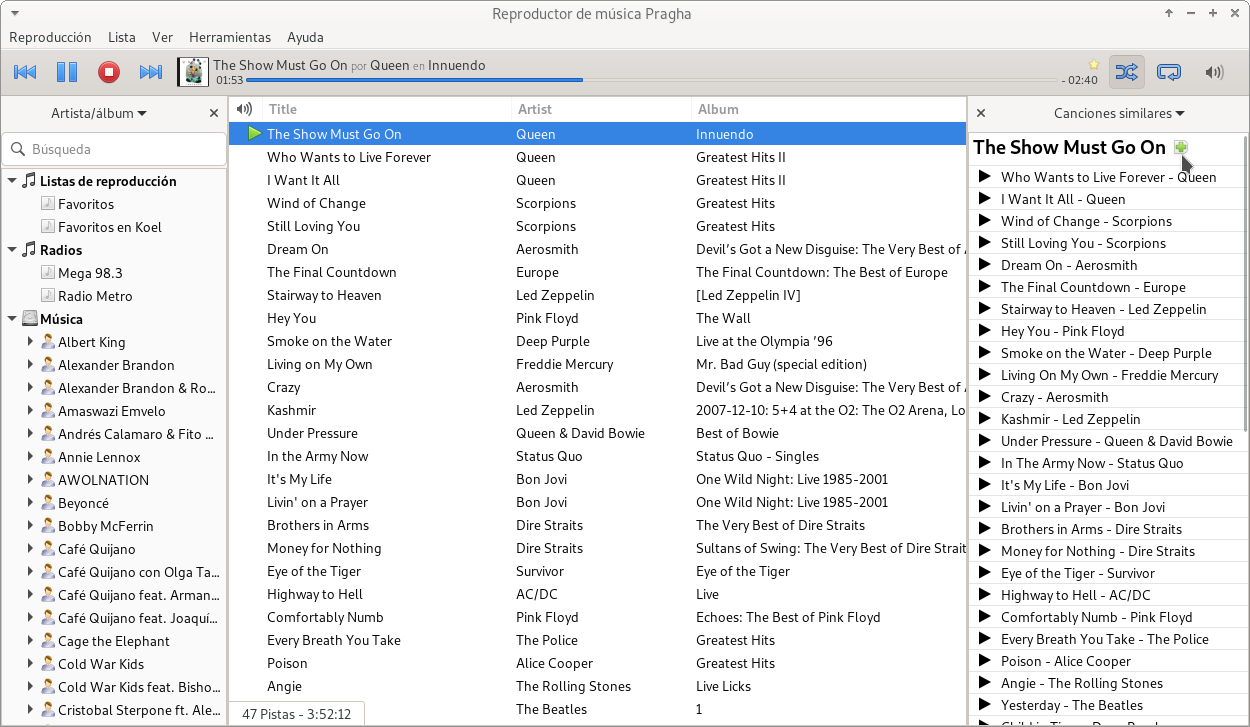 Reproductor de música Pragha
Reproducción Lista Ver Herramientas Ayuda
The Show Must Go On por Queen en Innuendo
01:53 - 02:40
Artista/álbum
Búsqueda
Listas de reproducción
Favoritos
Favoritos en Koel
Radios
Mega 98.3
Radio Metro
Música
Albert King
Alexander Brandon
Alexander Brandon & Ro...
Amaswazi Emvelo
Andrés Calamaro & Fito ...
Annie Lennox
AWOLNATION
Beyoncé
Bobby McFerrin
Café Quijano
Café Quijano con Olga Ta...
Café Quijano feat. Arman...
Café Quijano feat. Joaquí...
Cage the Elephant
Cold War Kids
Cold War Kids feat. Bisho...
Cristobal Sterpone ft. Ale...
Title Artist Album
The Show Must Go On Queen Innuendo
Who Wants to Live Forever Queen Greatest Hits II
I Want It All Queen Greatest Hits II
Wind of Change Scorpions Greatest Hits
Still Loving You Scorpions Greatest Hits
Dream On Aerosmith Devil's Got a New Disguise: The Very Best of
The Final Countdown Europe The Final Countdown: The Best of Europe
Stairway to Heaven Led Zeppelin [Led Zeppelin IV]
Hey You Pink Floyd The Wall
Smoke on the Water Deep Purple Live at the Olympia '96
Living on My Own Freddie Mercury Mr. Bad Guy (special edition)
Crazy Aerosmith Devil's Got a New Disguise: The Very Best of
Kashmir Led Zeppelin 2007-12-10: 5+4 at the O2: The O2 Arena, Lo
Under Pressure Queen & David Bowie Best of Bowie
In the Army Now Status Quo Status Quo - Singles
It's My Life Bon Jovi One Wild Night: Live 1985-2001
Livin' on a Prayer Bon Jovi One Wild Night: Live 1985-2001
Brothers in Arms Dire Straits The Very Best of Dire Straits
Money for Nothing Dire Straits Sultans of Swing: The Very Best of Dire Strait
Eye of the Tiger Survivor Eye of the Tiger
Highway to Hell AC/DC Live
Comfortably Numb Pink Floyd Echoes: The Best of Pink Floyd
Every Breath You Take The Police Greatest Hits
Poison Alice Cooper Greatest Hits
Angie The Rolling Stones Live Licks
The Beatles 1
47 Pistas - 3:52:12
Canciones similares
The Show Must Go On
Who Wants to Live Forever - Queen
I Want It All - Queen
Wind of Change - Scorpions
Still Loving You - Scorpions
Dream On - Aerosmith
The Final Countdown - Europe
Stairway to Heaven - Led Zeppelin
Hey You - Pink Floyd
Smoke on the Water - Deep Purple
Living On My Own - Freddie Mercury
Crazy - Aerosmith
Kashmir - Led Zeppelin
Under Pressure - Queen & David Bowie
In The Army Now - Status Quo
It's My Life - Bon Jovi
Livin' on a Prayer - Bon Jovi
Brothers in Arms - Dire Straits
Money for Nothing - Dire Straits
Eye of the Tiger - Survivor
Highway to Hell - AC/DC
Comfortably Numb - Pink Floyd
Every Breath You Take - The Police
Poison - Alice Cooper
Angie - The Rolling Stones
Yesterday - The Beatles